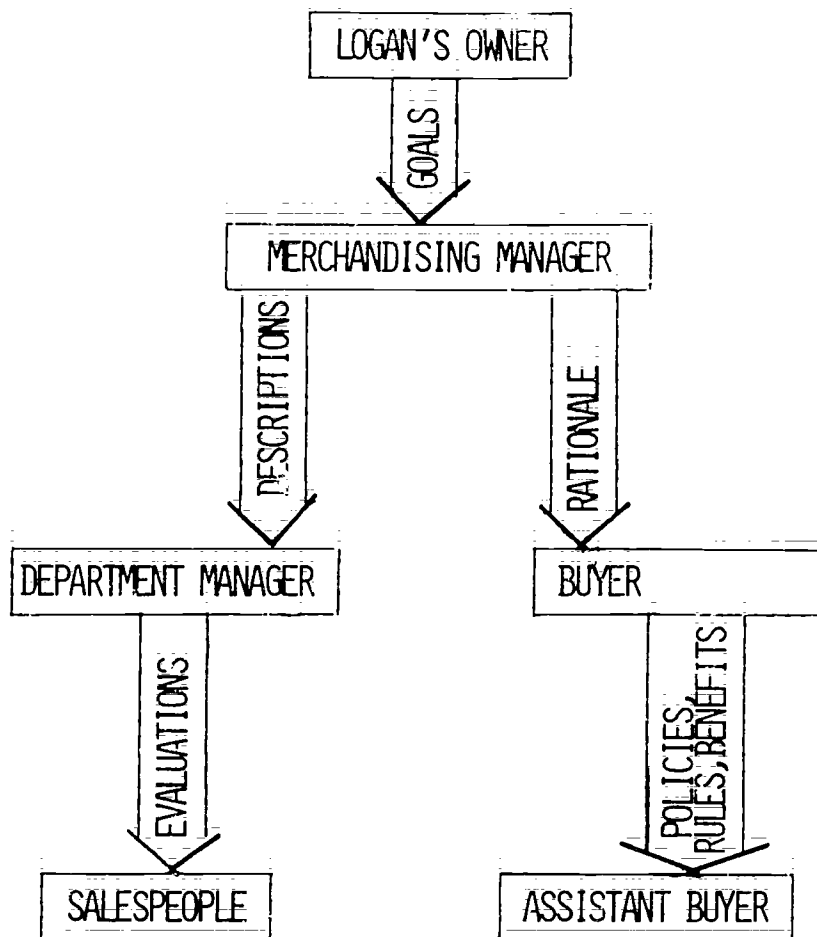 LOGAN'S OWNER
GOALS
MERCHANDISING MANAGER
DESCRIPTIONS
RATIONALE
DEPARTMENT MANAGER
BUYER
EVALUATIONS
POLICIES,
RULES,BENEFITS
SALESPEOPLE
ASSISTANT BUYER